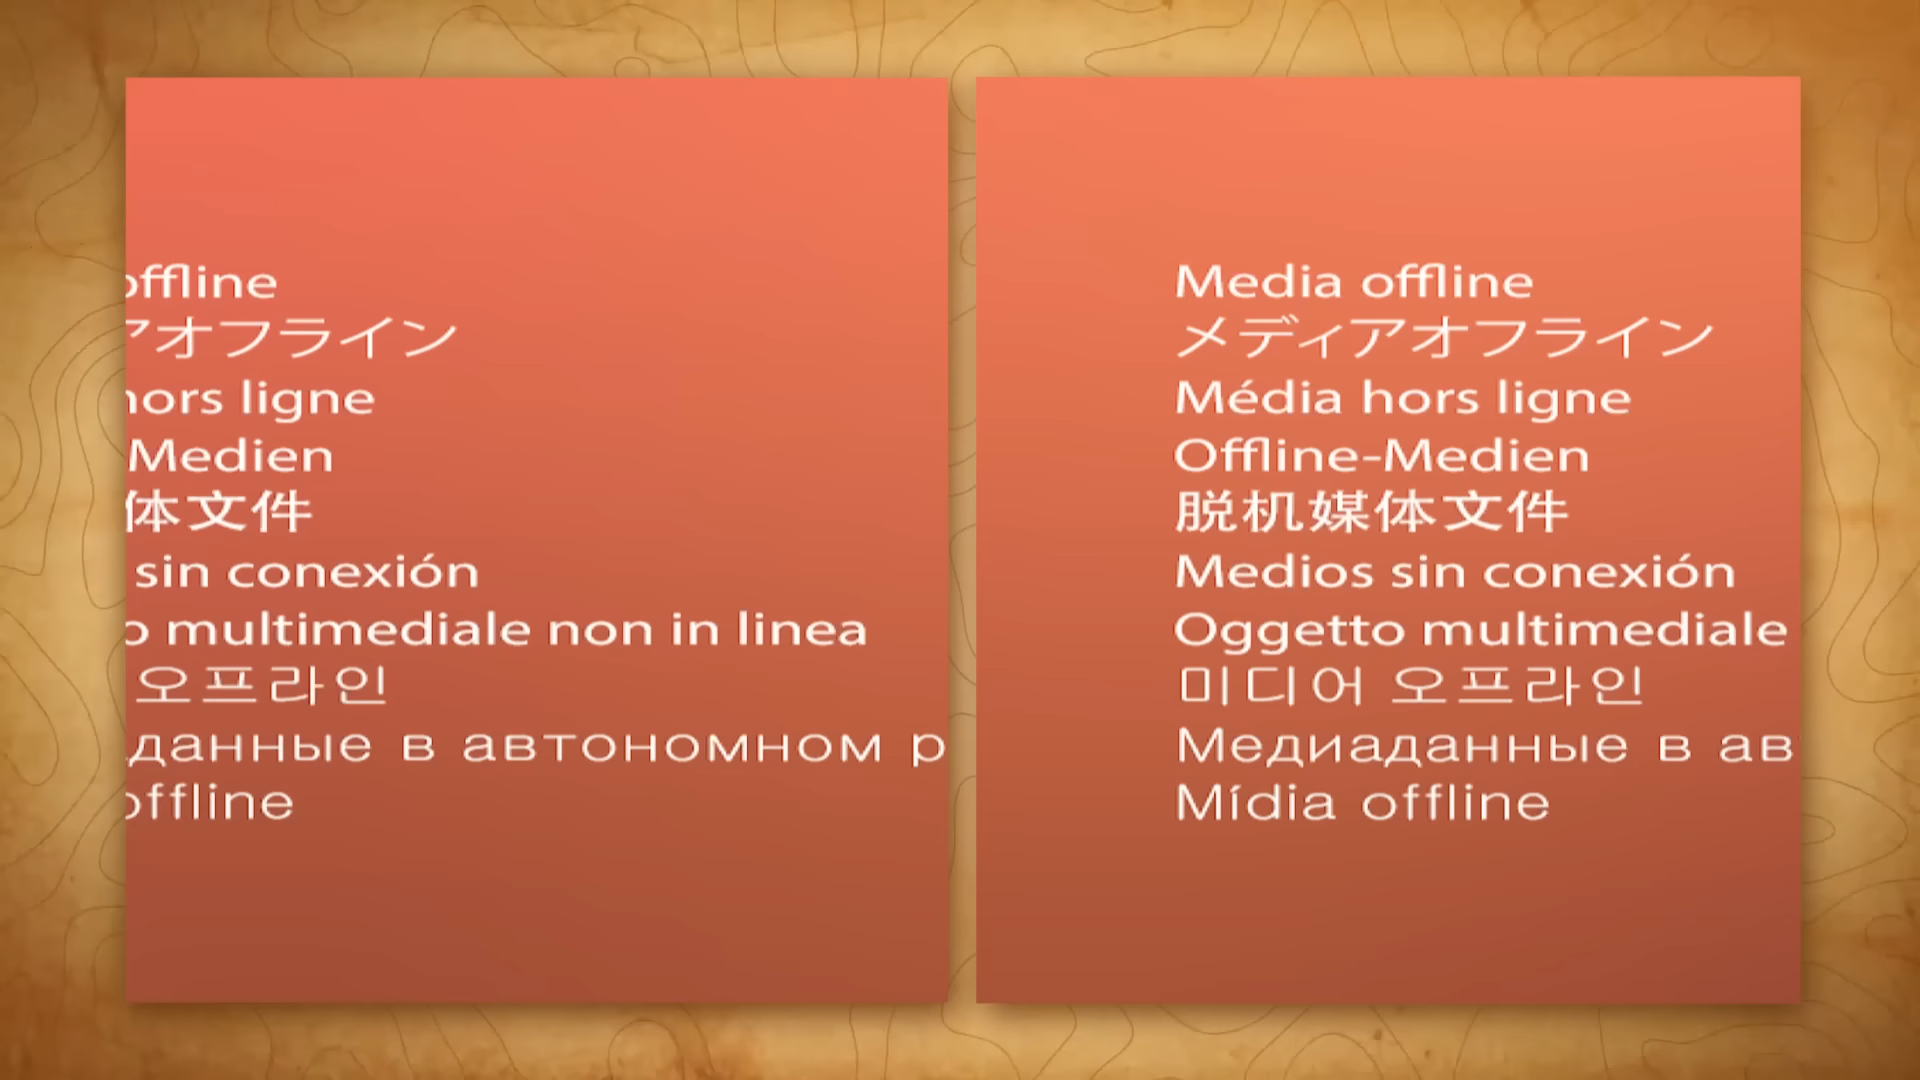 offline
アオフライン
hors ligne
Medien
体文件
sin conexión
o multimediale non in linea
오프라인
данные в автономном р
offline
Media offline
メディアオフライン
Média hors ligne
Offline-Medien
脱机媒体文件
Medios sin conexión
Oggetto multimediale
미디어 오프라인
Медиаданные в ав
Mídia offline